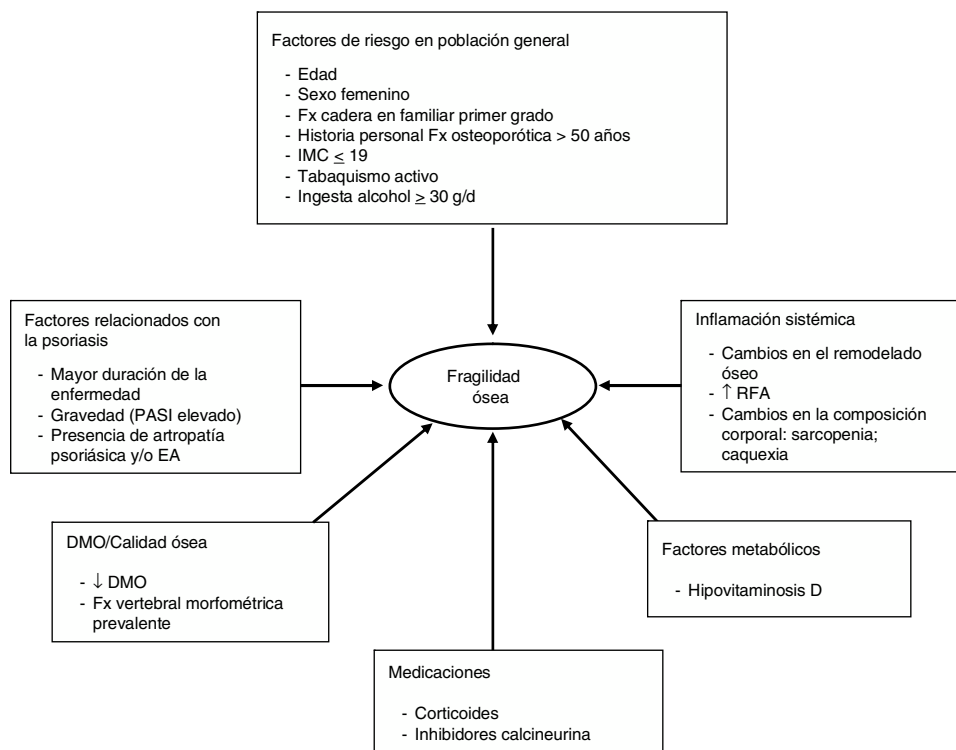 Factores de riesgo en población general
- Edad
- Sexo femenino
- Fx cadera en familiar primer grado
- Historia personal Fx osteoporótica > 50 años
- IMC ≤ 19
- Tabaquismo activo
- Ingesta alcohol ≥ 30 g/d
Factores relacionados con
la psoriasis
- Mayor duración de la
enfermedad
- Gravedad (PASI elevado)
- Presencia de artropatía
psoriásica y/o EA
Fragilidad
ósea
Inflamación sistémica
- Cambios en el remodelado
óseo
- ↑ RFA
- Cambios en la composición
corporal: sarcopenia;
caquexia
DMO/Calidad ósea
- ↓ DMO
- Fx vertebral morfométrica
prevalente
Factores metabólicos
- Hipovitaminosis D
Medicaciones
- Corticoides
- Inhibidores calcineurina